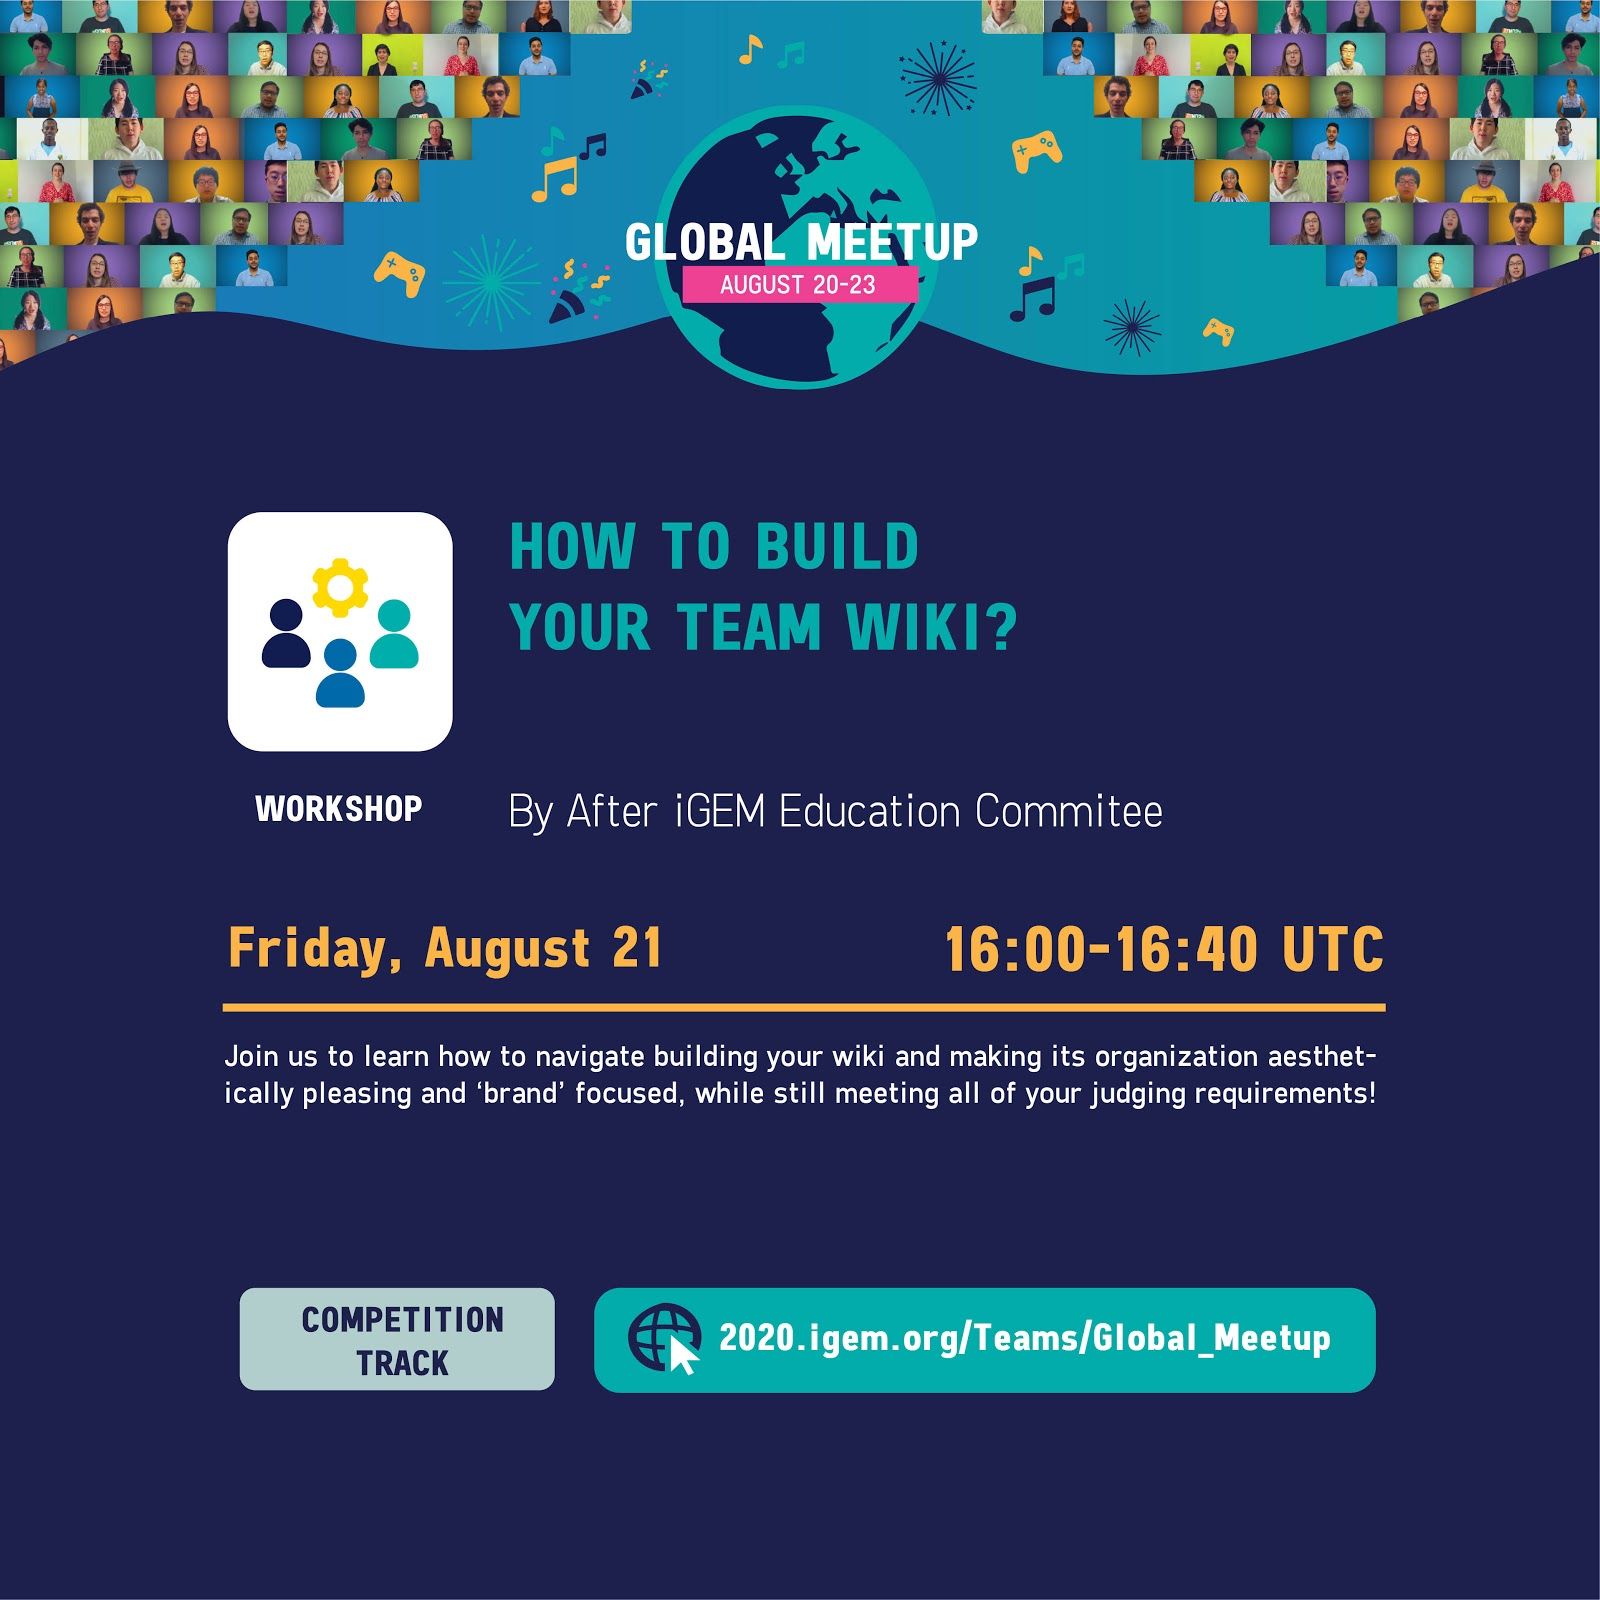 GLOBAL MEETUP
AUGUST 20-23
HOW TO BUILD
YOUR TEAM WIKI?
WORKSHOP
By After iGEM Education Commitee
Friday, August 21
16:00-16:40 UTC
Join us to learn how to navigate building your wiki and making its organization aesthet-
ically pleasing and ‘brand’ focused, while still meeting all of your judging requirements!
COMPETITION
TRACK
2020.igem.org/Teams/Global_Meetup